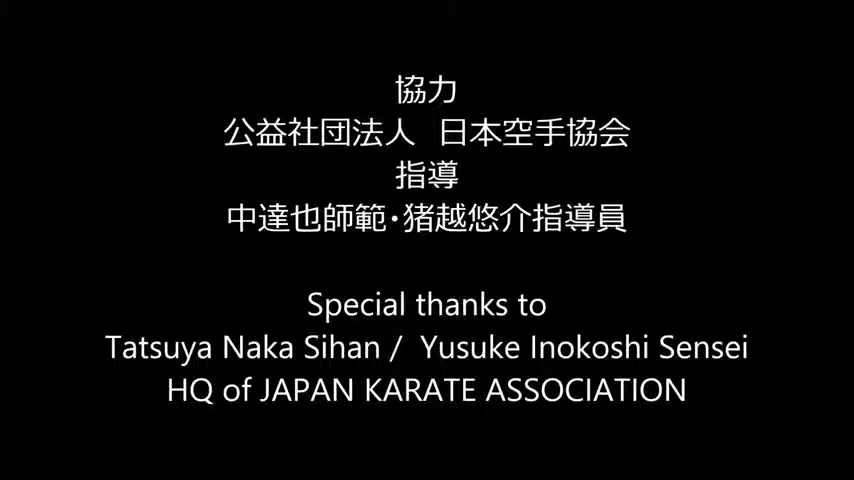 協力
公益社団法人　日本空手協会
指導
中達也師範・猪越悠介指導員
Special thanks to
Tatsuya Naka Sihan /  Yusuke Inokoshi Sensei
HQ of JAPAN KARATE ASSOCIATION